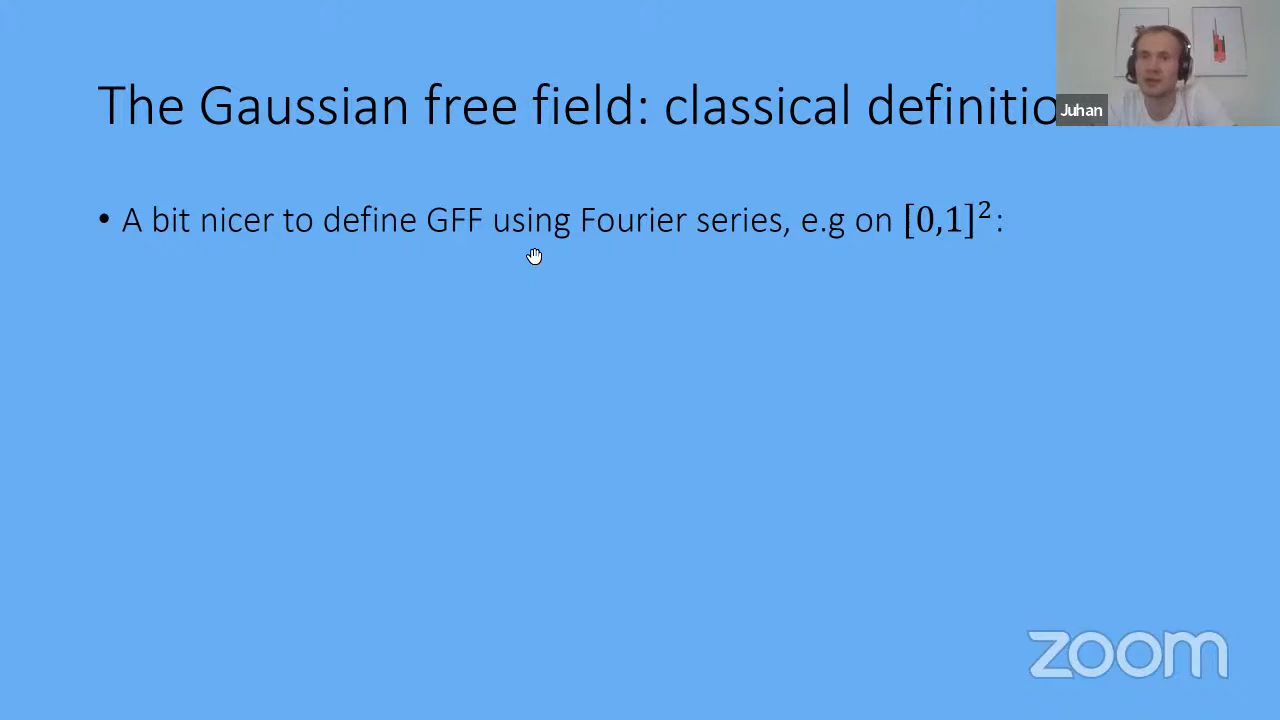 The Gaussian free field: classical definitio
Juhan
• A bit nicer to define GFF using Fourier series, e.g on [0,1]²:
zoom